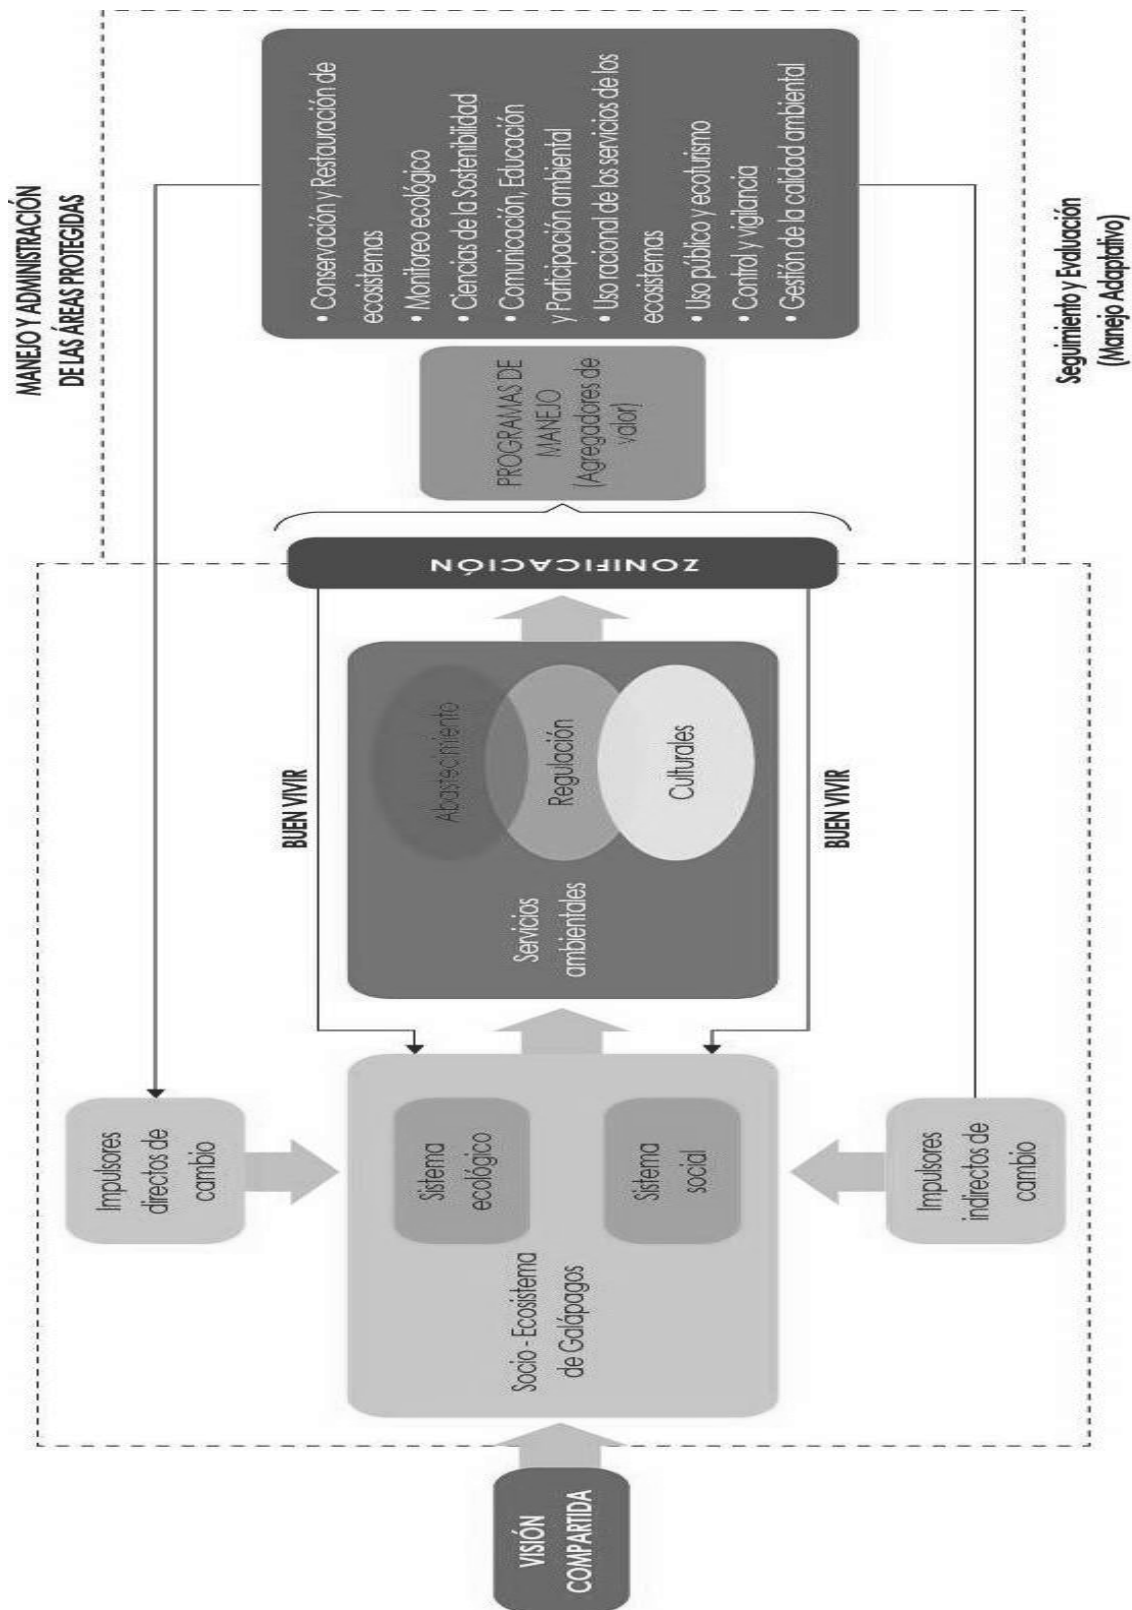 MANEJO Y ADMINISTRACIÓN
DE LAS ÁREAS PROTEGIDAS
VISIÓN
COMPARTIDA
Impulsores
directos de
cambio
Socio - Ecosistema
de Galápagos
Sistema
ecológico
Sistema
social
Impulsores
indirectos de
cambio
BUEN VIVIR
Servicios
ambientales
Abastecimiento
Regulación
Culturales
BUEN VIVIR
ZONIFICACIÓN
PROGRAMAS DE
MANEJO
(Agregadores de
valor)
• Conservación y Restauración de
ecosistemas
• Monitoreo ecológico
• Ciencias de la Sostenibilidad
• Comunicación, Educación
y Participación ambiental
• Uso racional de los servicios de los
ecosistemas
• Uso público y ecoturismo
• Control y vigilancia
• Gestión de la calidad ambiental
Seguimiento y Evaluación
(Manejo Adaptativo)